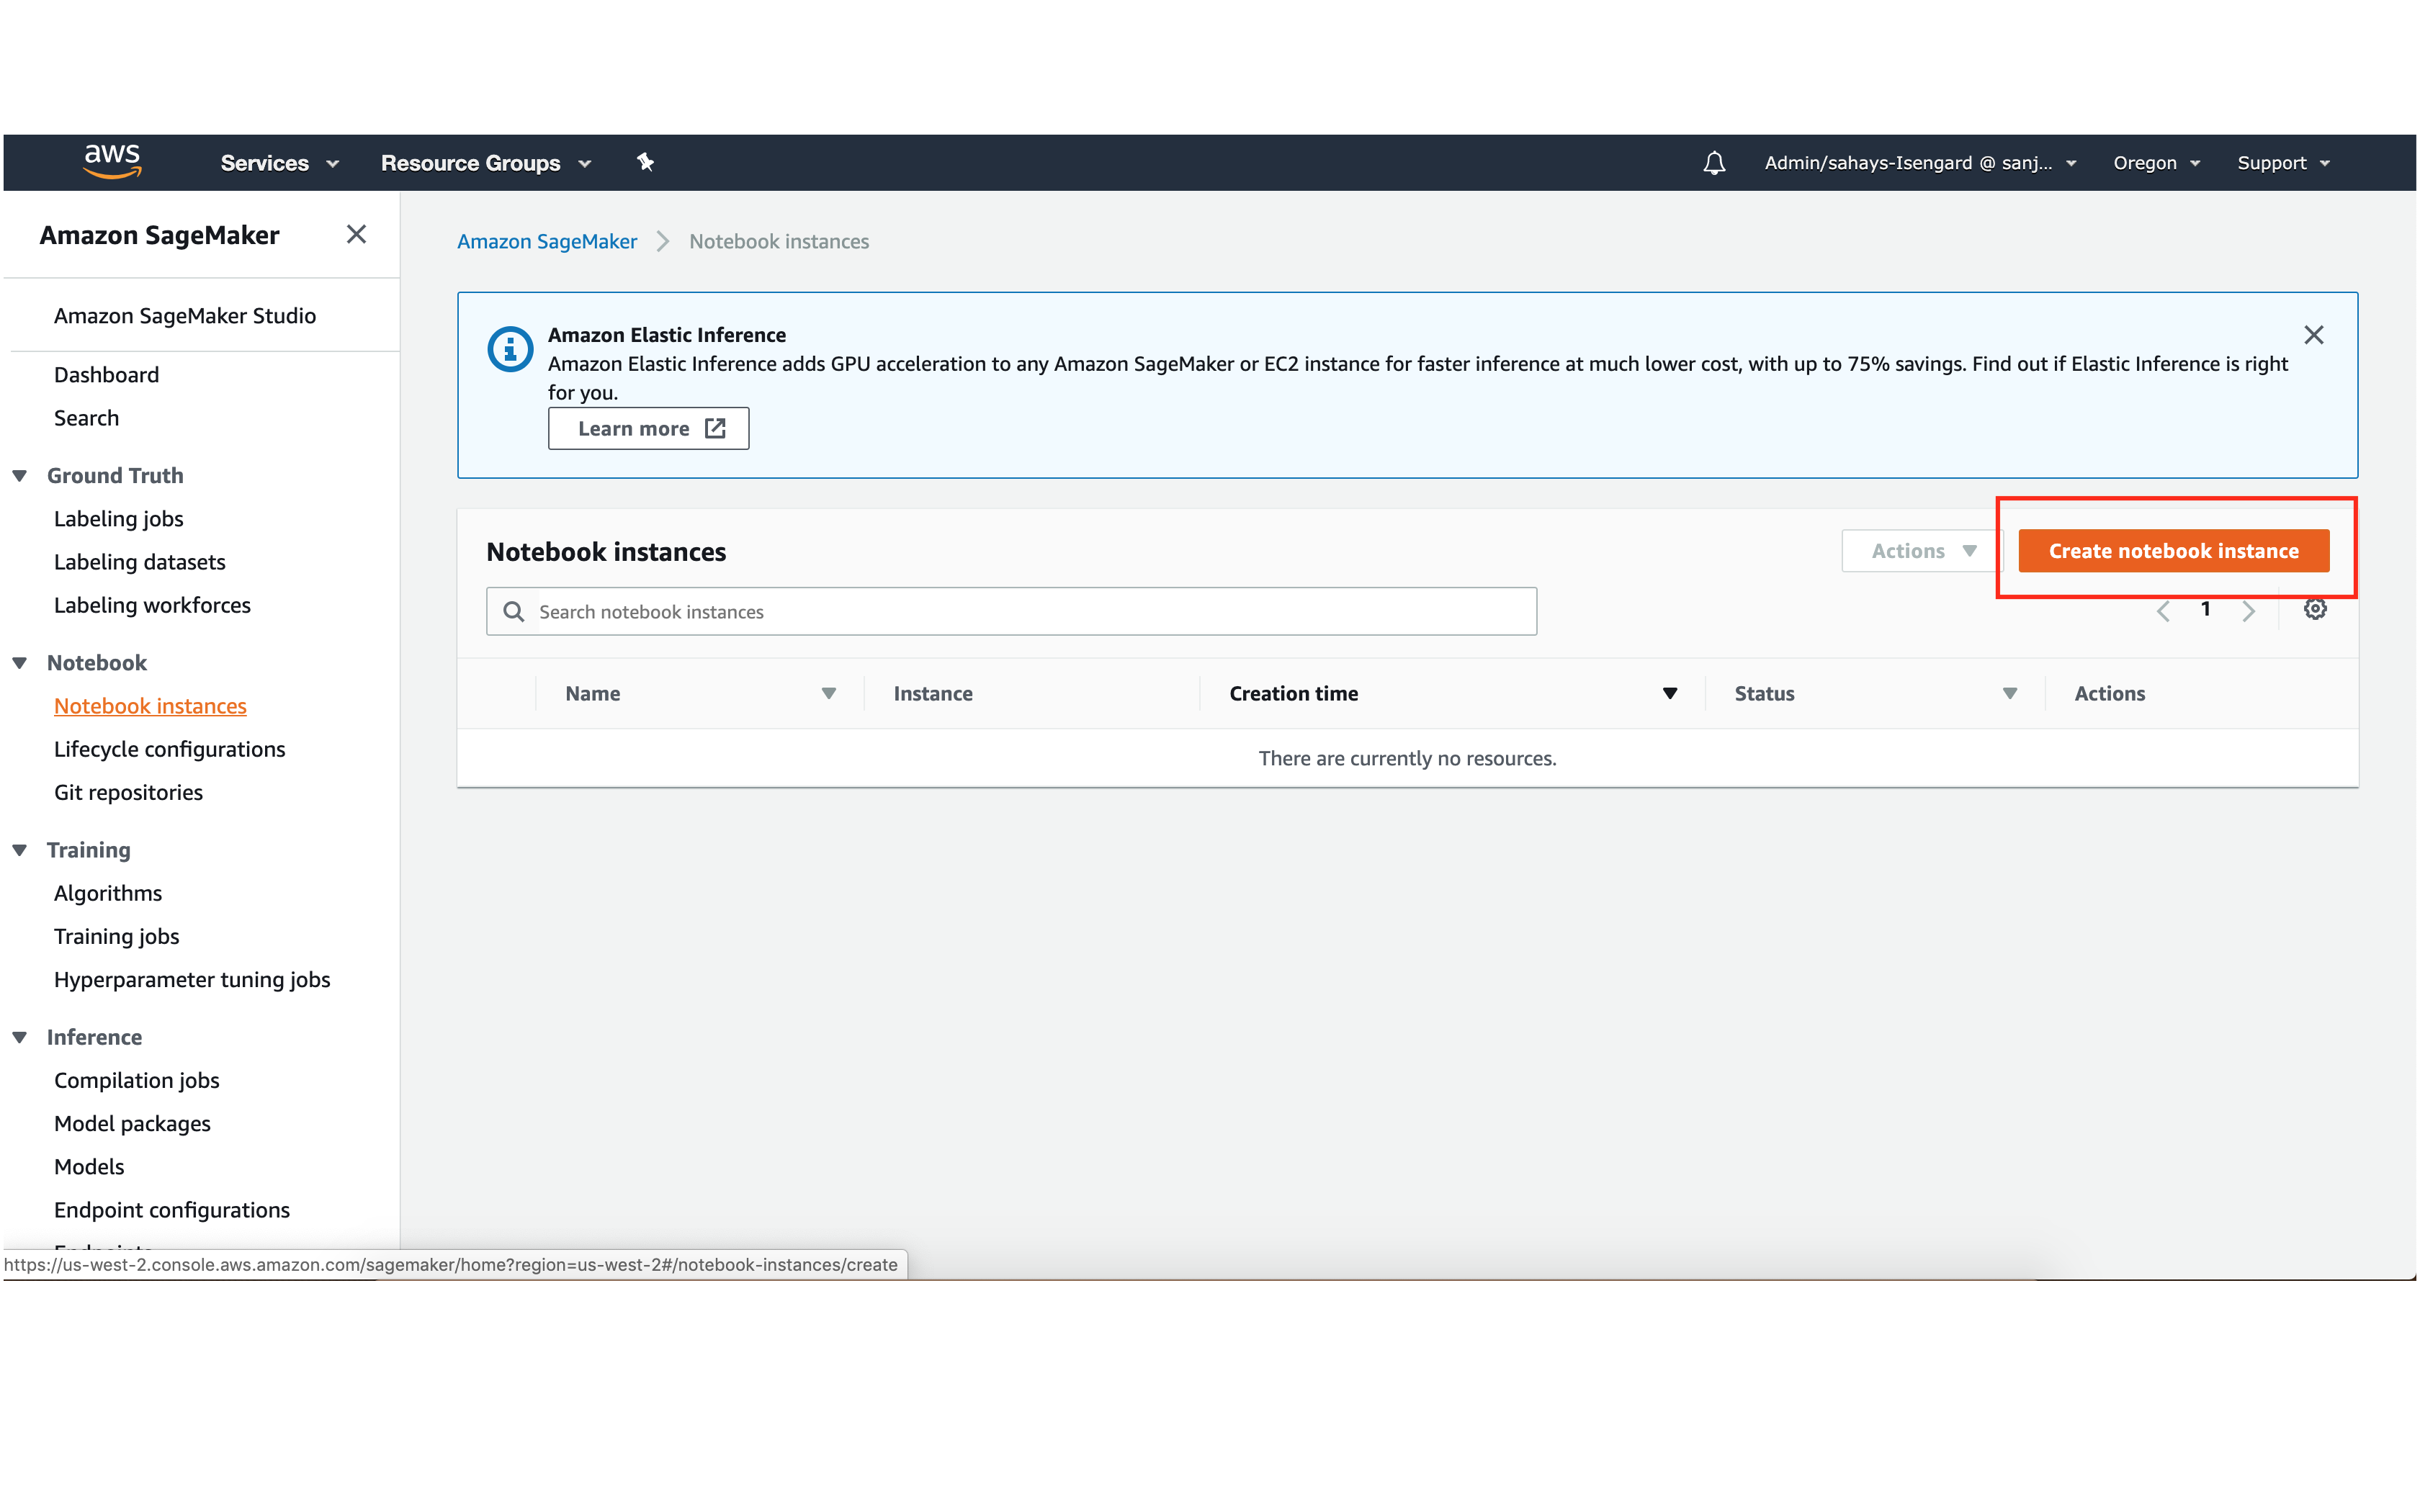 aws
Services
Resource Groups
Admin/sahays-Isengard @ sanj...
Oregon
Support
Amazon SageMaker
Amazon SageMaker Studio
Dashboard
Search
Ground Truth
Labeling jobs
Labeling datasets
Labeling workforces
Notebook
Notebook instances
Lifecycle configurations
Git repositories
Training
Algorithms
Training jobs
Hyperparameter tuning jobs
Inference
Compilation jobs
Model packages
Models
Endpoint configurations
https://us-west-2.console.aws.amazon.com/sagemaker/home?region=us-west-2#/notebook-instances/create
Amazon SageMaker
Notebook instances
Amazon Elastic Inference
Amazon Elastic Inference adds GPU acceleration to any Amazon SageMaker or EC2 instance for faster inference at much lower cost, with up to 75% savings. Find out if Elastic Inference is right
for you.
Learn more
Notebook instances
Actions
Create notebook instance
Search notebook instances
1
Name
Instance
Creation time
Status
Actions
There are currently no resources.